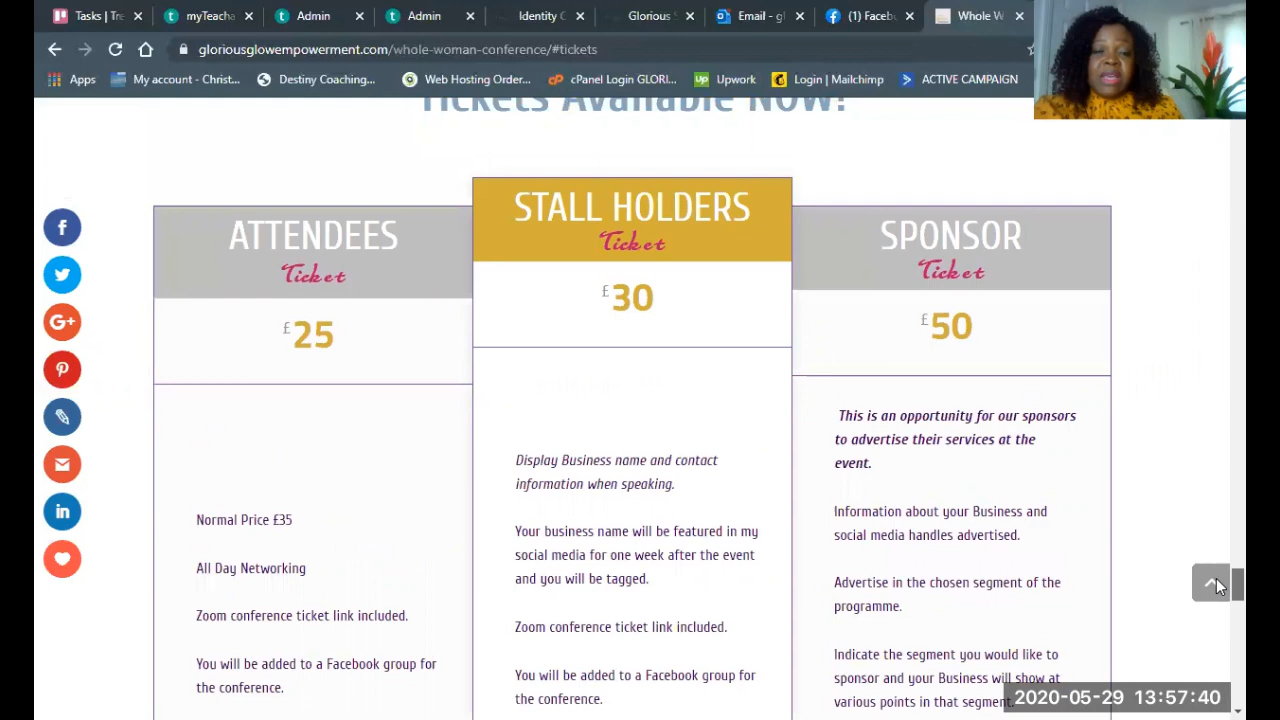 Tasks | Tr
myTeacha
Admin
Admin
Identity C
Glorious S
Email - gl
(1) Faceb
Whole W
gloriousglowempowerment.com/whole-woman-conference/#tickets
Apps
My account - Christ...
Destiny Coaching...
Web Hosting Order...
cPanel Login GLORI...
Upwork
Login | Mailchimp
ACTIVE CAMPAIGN
Tickets Available NOW!
ATTENDEES
Ticket
£25
Normal Price £35
All Day Networking
Zoom conference ticket link included.
You will be added to a Facebook group for
the conference.
STALL HOLDERS
Ticket
£30
Display Business name and contact
information when speaking.
Your business name will be featured in my
social media for one week after the event
and you will be tagged.
Zoom conference ticket link included.
You will be added to a Facebook group for
the conference.
SPONSOR
Ticket
£50
This is an opportunity for our sponsors
to advertise their services at the
event.
Information about your Business and
social media handles advertised.
Advertise in the chosen segment of the
programme.
Indicate the segment you would like to
sponsor and your Business will show at
various points in that segment.
2020-05-29 13:57:40